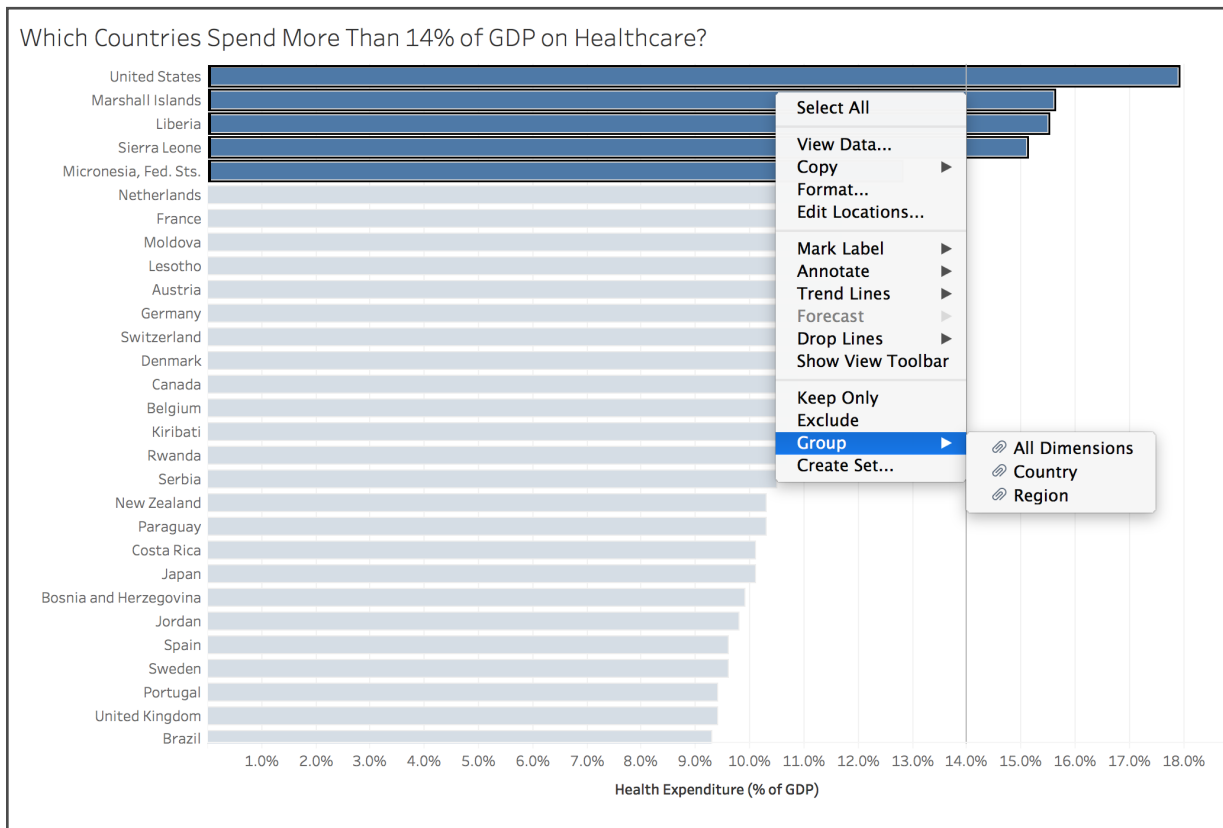 Which Countries Spend More Than 14% of GDP on Healthcare?
United States
Marshall Islands
Liberia
Sierra Leone
Micronesia, Fed. Sts.
Netherlands
France
Moldova
Lesotho
Austria
Germany
Switzerland
Denmark
Canada
Belgium
Kiribati
Rwanda
Serbia
New Zealand
Paraguay
Costa Rica
Japan
Bosnia and Herzegovina
Jordan
Spain
Sweden
Portugal
United Kingdom
Brazil
Select All
View Data...
Copy
Format...
Edit Locations...
Mark Label
Annotate
Trend Lines
Forecast
Drop Lines
Show View Toolbar
Keep Only
Exclude
Group
Create Set...
All Dimensions
Country
Region
1.0% 2.0% 3.0% 4.0% 5.0% 6.0% 7.0% 8.0% 9.0% 10.0% 11.0% 12.0% 13.0% 14.0% 15.0% 16.0% 17.0% 18.0%
Health Expenditure (% of GDP)